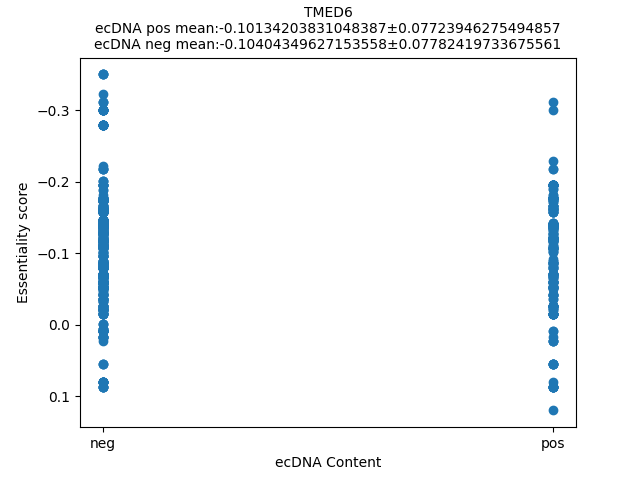 TMED6
ecDNA pos mean:-0.10134203831048387±0.07723946275494857
ecDNA neg mean:-0.10404349627153558±0.07782419733675561
−0.3
−0.2
−0.1
0.0
0.1
Essentiality score
neg
pos
ecDNA Content